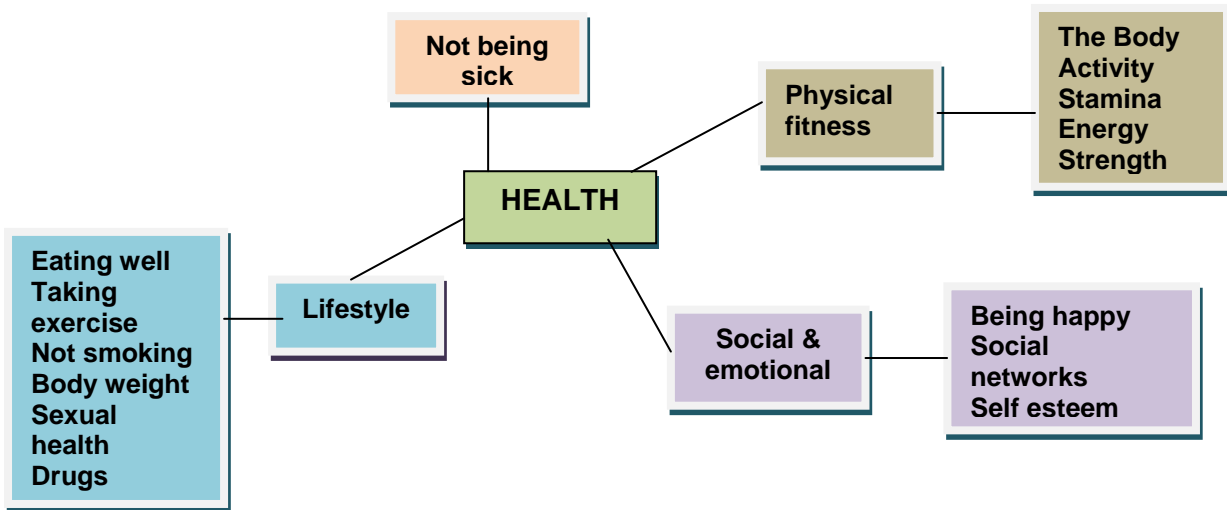 Not being
sick
The Body
Activity
Stamina
Energy
Strength
Physical
fitness
HEALTH
Eating well
Taking
exercise
Not smoking
Body weight
Sexual
health
Drugs
Lifestyle
Social &
emotional
Being happy
Social
networks
Self esteem